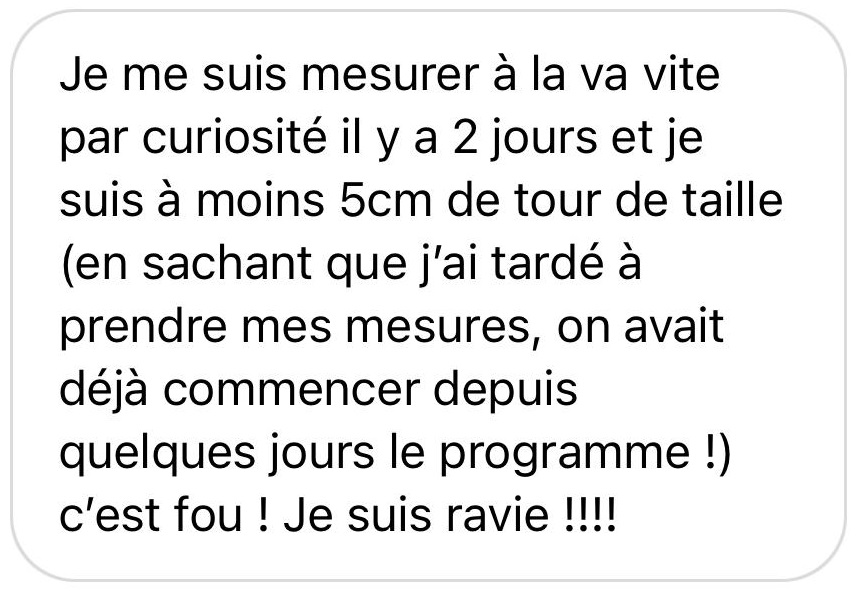 Je me suis mesurer à la va vite
par curiosité il y a 2 jours et je
suis à moins 5cm de tour de taille
(en sachant que j’ai tardé à
prendre mes mesures, on avait
déjà commencer depuis
quelques jours le programme !)
c’est fou ! Je suis ravie !!!!